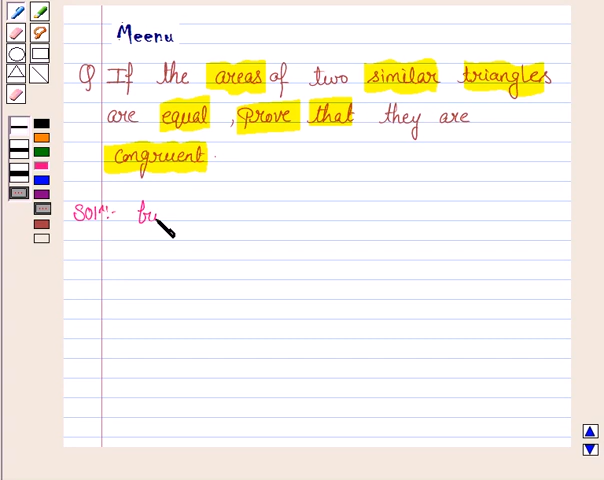 Meenu
Q If the areas of two similar triangles
are equal, prove that they are
congruent.
Solⁿ:-